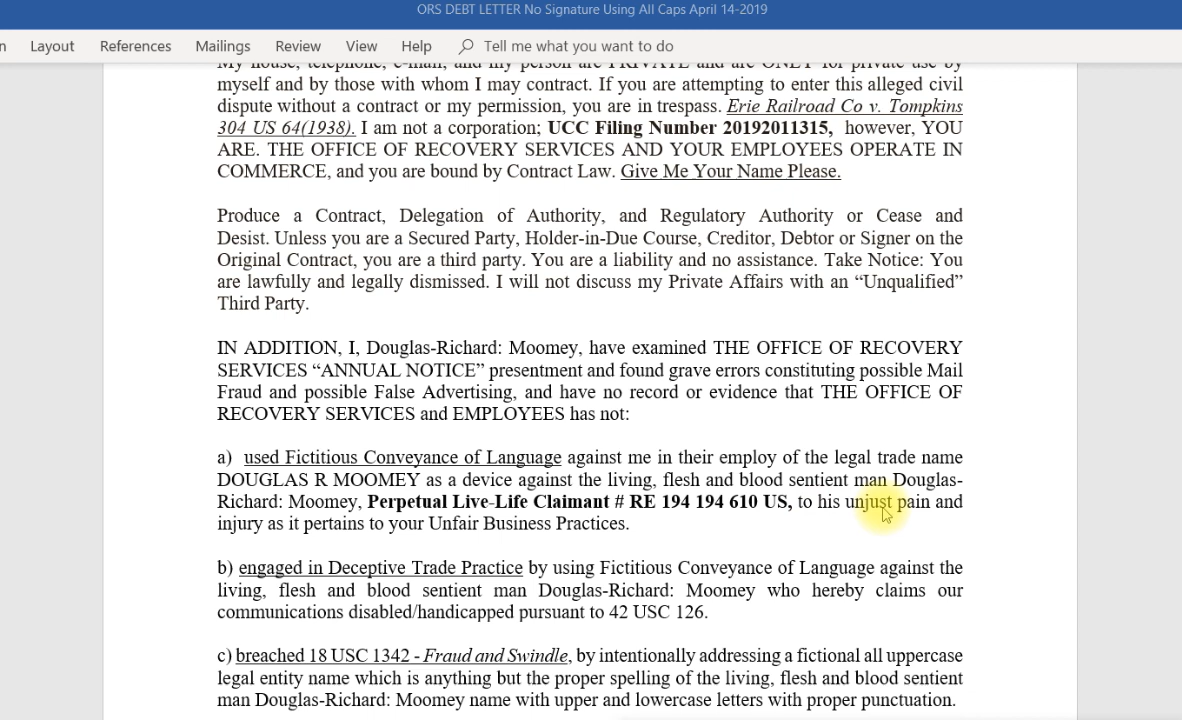 ORS DEBT LETTER No Signature Using All Caps April 14-2019
n Layout References Mailings Review View Help Tell me what you want to do
My house, telephone, e-mail, and my person are PRIVATE and are ONLY for private use by
myself and by those with whom I may contract. If you are attempting to enter this alleged civil
dispute without a contract or my permission, you are in trespass. Erie Railroad Co v. Tompkins
304 US 64(1938). I am not a corporation; UCC Filing Number 20192011315, however, YOU
ARE. THE OFFICE OF RECOVERY SERVICES AND YOUR EMPLOYEES OPERATE IN
COMMERCE, and you are bound by Contract Law. Give Me Your Name Please.
Produce a Contract, Delegation of Authority, and Regulatory Authority or Cease and
Desist. Unless you are a Secured Party, Holder-in-Due Course, Creditor, Debtor or Signer on the
Original Contract, you are a third party. You are a liability and no assistance. Take Notice: You
are lawfully and legally dismissed. I will not discuss my Private Affairs with an “Unqualified”
Third Party.
IN ADDITION, I, Douglas-Richard: Moomey, have examined THE OFFICE OF RECOVERY
SERVICES “ANNUAL NOTICE” presentment and found grave errors constituting possible Mail
Fraud and possible False Advertising, and have no record or evidence that THE OFFICE OF
RECOVERY SERVICES and EMPLOYEES has not:
a) used Fictitious Conveyance of Language against me in their employ of the legal trade name
DOUGLAS R MOOMEY as a device against the living, flesh and blood sentient man Douglas-
Richard: Moomey, Perpetual Live-Life Claimant # RE 194 194 610 US, to his unjust pain and
injury as it pertains to your Unfair Business Practices.
b) engaged in Deceptive Trade Practice by using Fictitious Conveyance of Language against the
living, flesh and blood sentient man Douglas-Richard: Moomey who hereby claims our
communications disabled/handicapped pursuant to 42 USC 126.
c) breached 18 USC 1342 - Fraud and Swindle, by intentionally addressing a fictional all uppercase
legal entity name which is anything but the proper spelling of the living, flesh and blood sentient
man Douglas-Richard: Moomey name with upper and lowercase letters with proper punctuation.